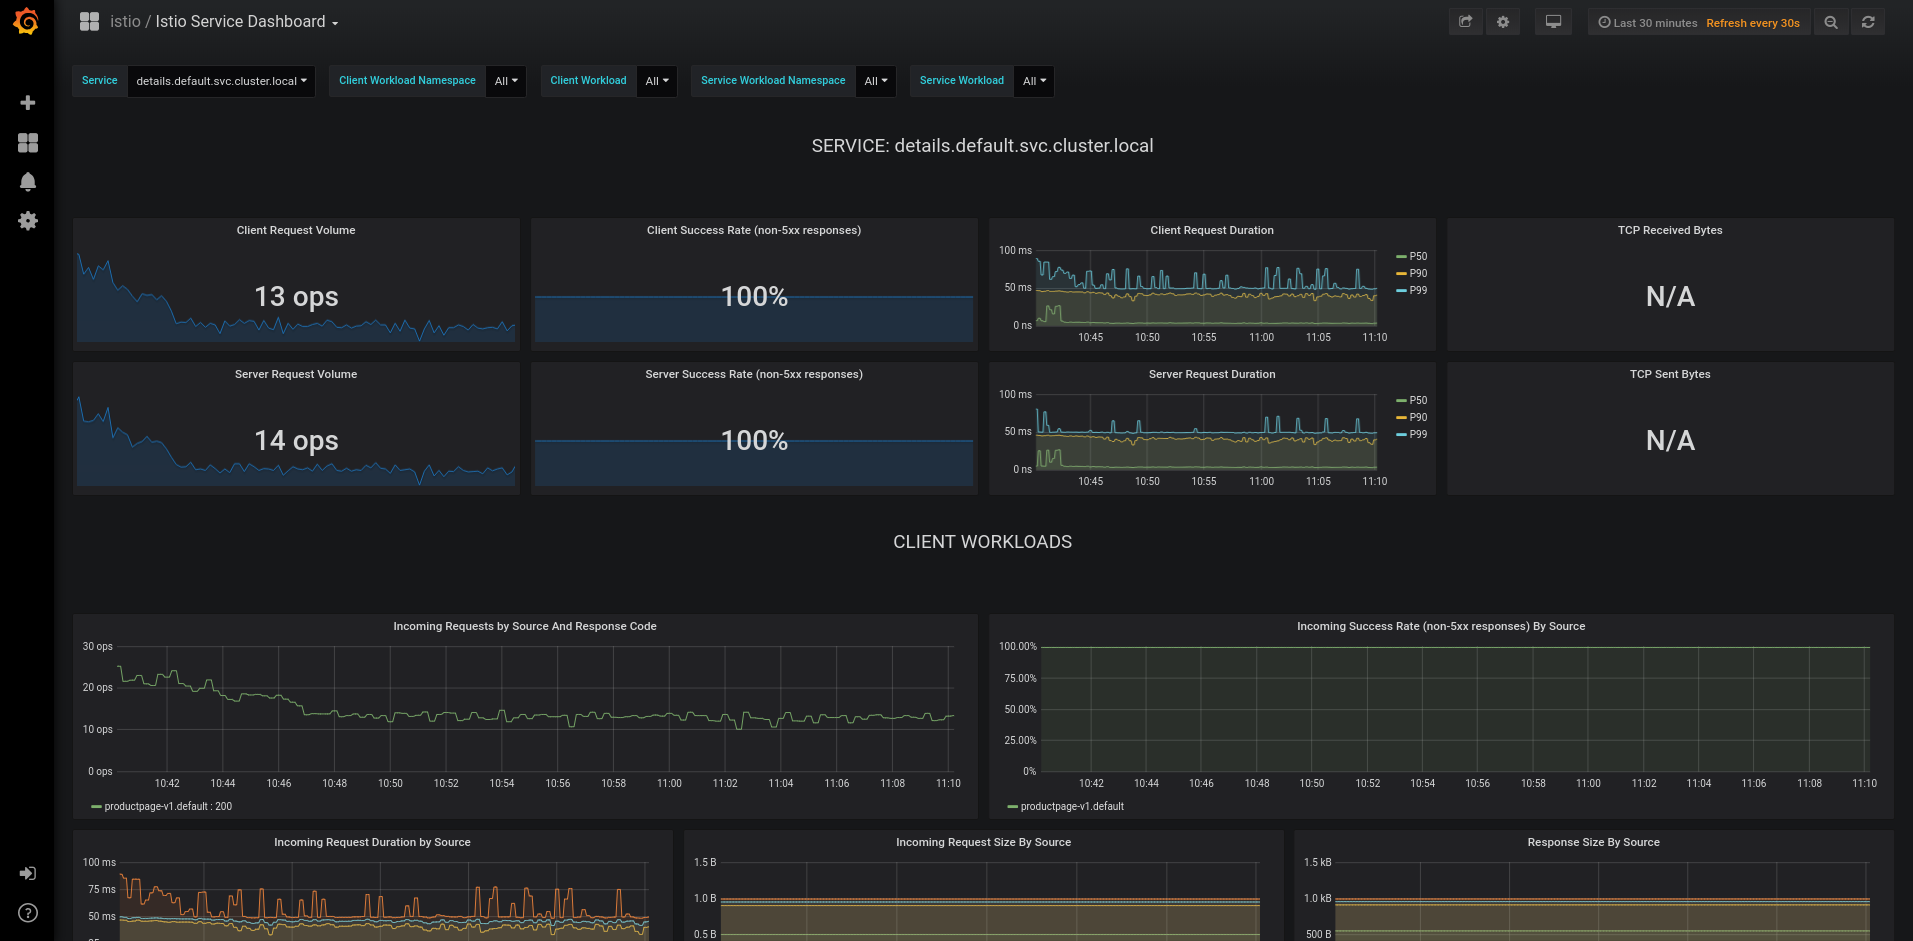 istio / Istio Service Dashboard
Last 30 minutes Refresh every 30s
Service details.default.svc.cluster.local Client Workload Namespace All Client Workload All Service Workload Namespace All Service Workload All
SERVICE: details.default.svc.cluster.local
Client Request Volume
13 ops
Client Success Rate (non-5xx responses)
100%
Client Request Duration
100 ms
50 ms
0 ns
10:45 10:50 10:55 11:00 11:05 11:10
P50
P90
P99
TCP Received Bytes
N/A
Server Request Volume
14 ops
Server Success Rate (non-5xx responses)
100%
Server Request Duration
100 ms
50 ms
0 ns
10:45 10:50 10:55 11:00 11:05 11:10
P50
P90
P99
TCP Sent Bytes
N/A
CLIENT WORKLOADS
Incoming Requests by Source And Response Code
30 ops
20 ops
10 ops
0 ops
10:42 10:44 10:46 10:48 10:50 10:52 10:54 10:56 10:58 11:00 11:02 11:04 11:06 11:08 11:10
productpage-v1.default : 200
Incoming Success Rate (non-5xx responses) By Source
100.00%
75.00%
50.00%
25.00%
0%
10:42 10:44 10:46 10:48 10:50 10:52 10:54 10:56 10:58 11:00 11:02 11:04 11:06 11:08 11:10
productpage-v1.default
Incoming Request Duration by Source
100 ms
75 ms
50 ms
Incoming Request Size By Source
1.5 B
1.0 B
0.5 B
Response Size By Source
1.5 kB
1.0 kB
500 B